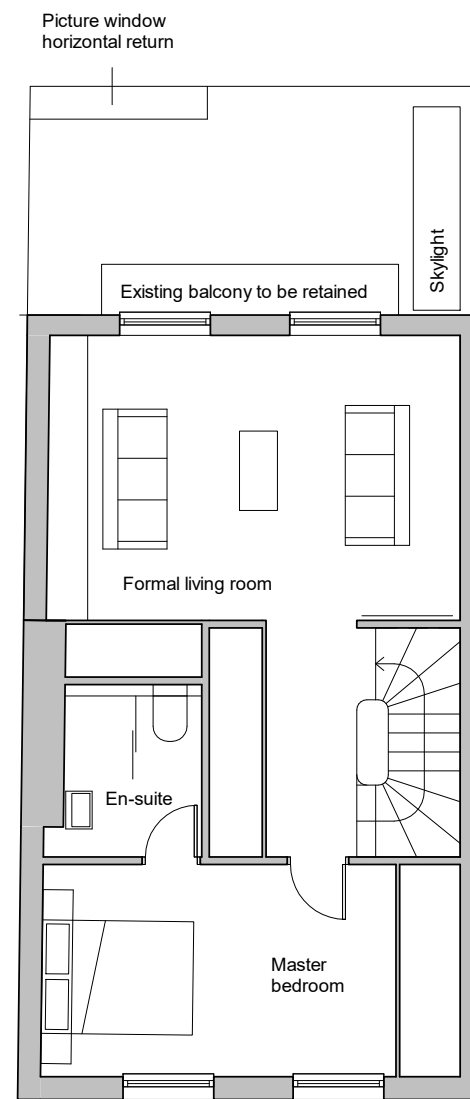 Picture window
horizontal return
Skylight
Existing balcony to be retained
Formal living room
En-suite
Master
bedroom